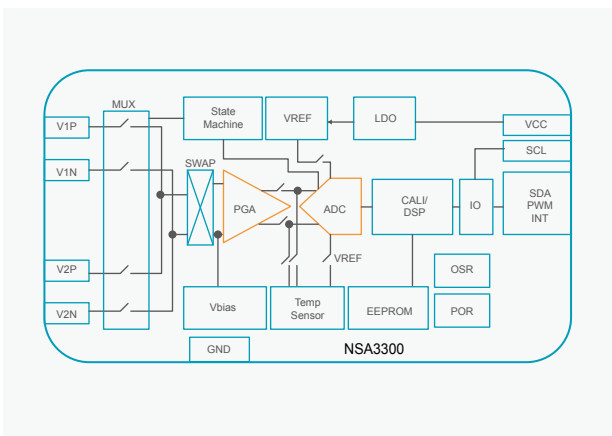 MUX
State
Machine
VREF
LDO
VCC
V1P
SCL
V1N
SWAP
PGA
ADC
CALI/
DSP
IO
SDA
PWM
INT
VREF
V2P
OSR
V2N
Vbias
Temp
Sensor
EEPROM
POR
GND
NSA3300